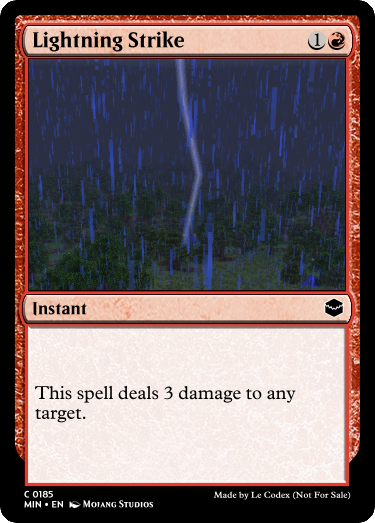 Lightning Strike 1
Instant
This spell deals 3 damage to any
target.
C 0185
MIN • EN Mojang Studios
Made by Le Codex (Not For Sale)